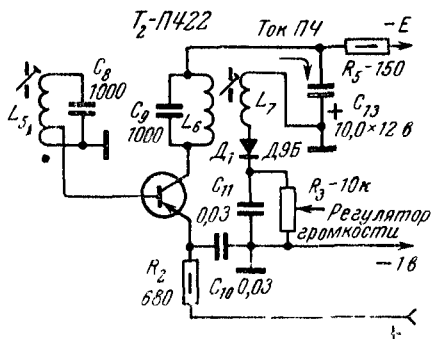 T₂-П422
Ток ПЧ
-E
R₅-150
C₈
1000
L₅
C₉
1000
L₆
L₇
C₁₃
+
10,0×12в
Д₁ Д9Б
C₁₁
0,03
R₃-10к
Регулятор
громкости
-1в
R₂
680
C₁₀ 0,03